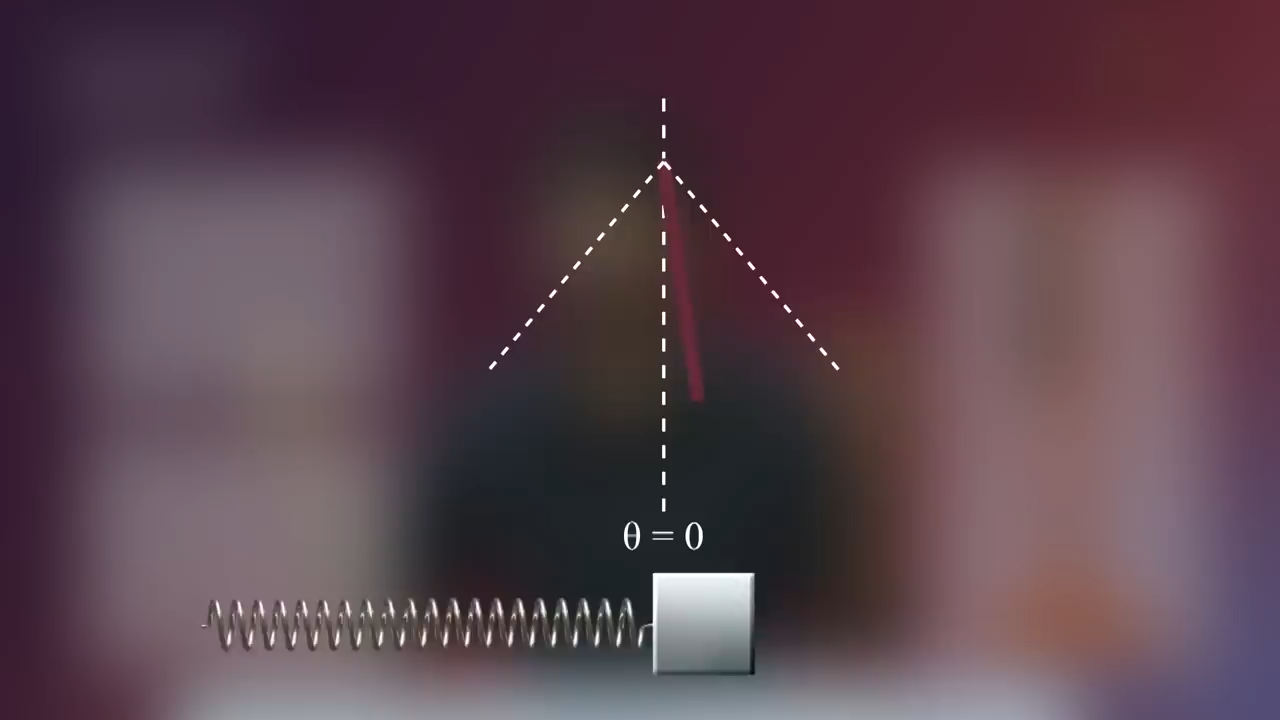 θ = 0